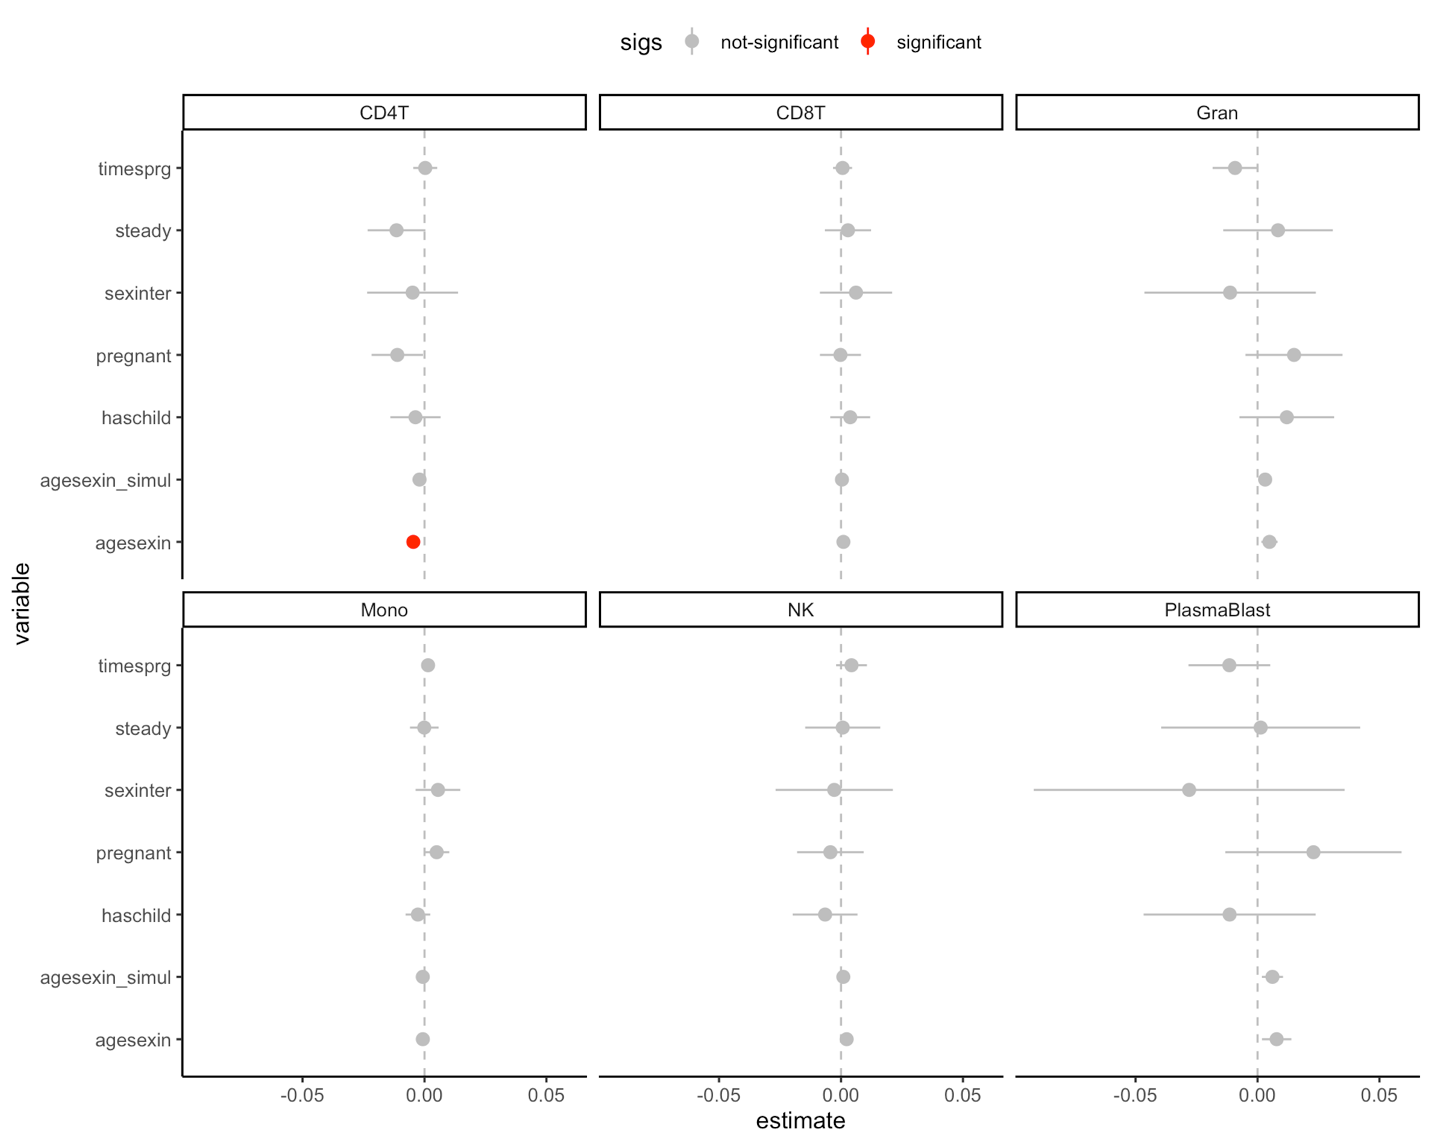 sigs not-significant significant
CD4T CD8T Gran
timesprg
steady
sexinter
pregnant
haschild
agesexin_simul
agesexin
variable
Mono NK PlasmaBlast
timesprg
steady
sexinter
pregnant
haschild
agesexin_simul
agesexin
-0.05 0.00 0.05 -0.05 0.00 0.05 -0.05 0.00 0.05
estimate